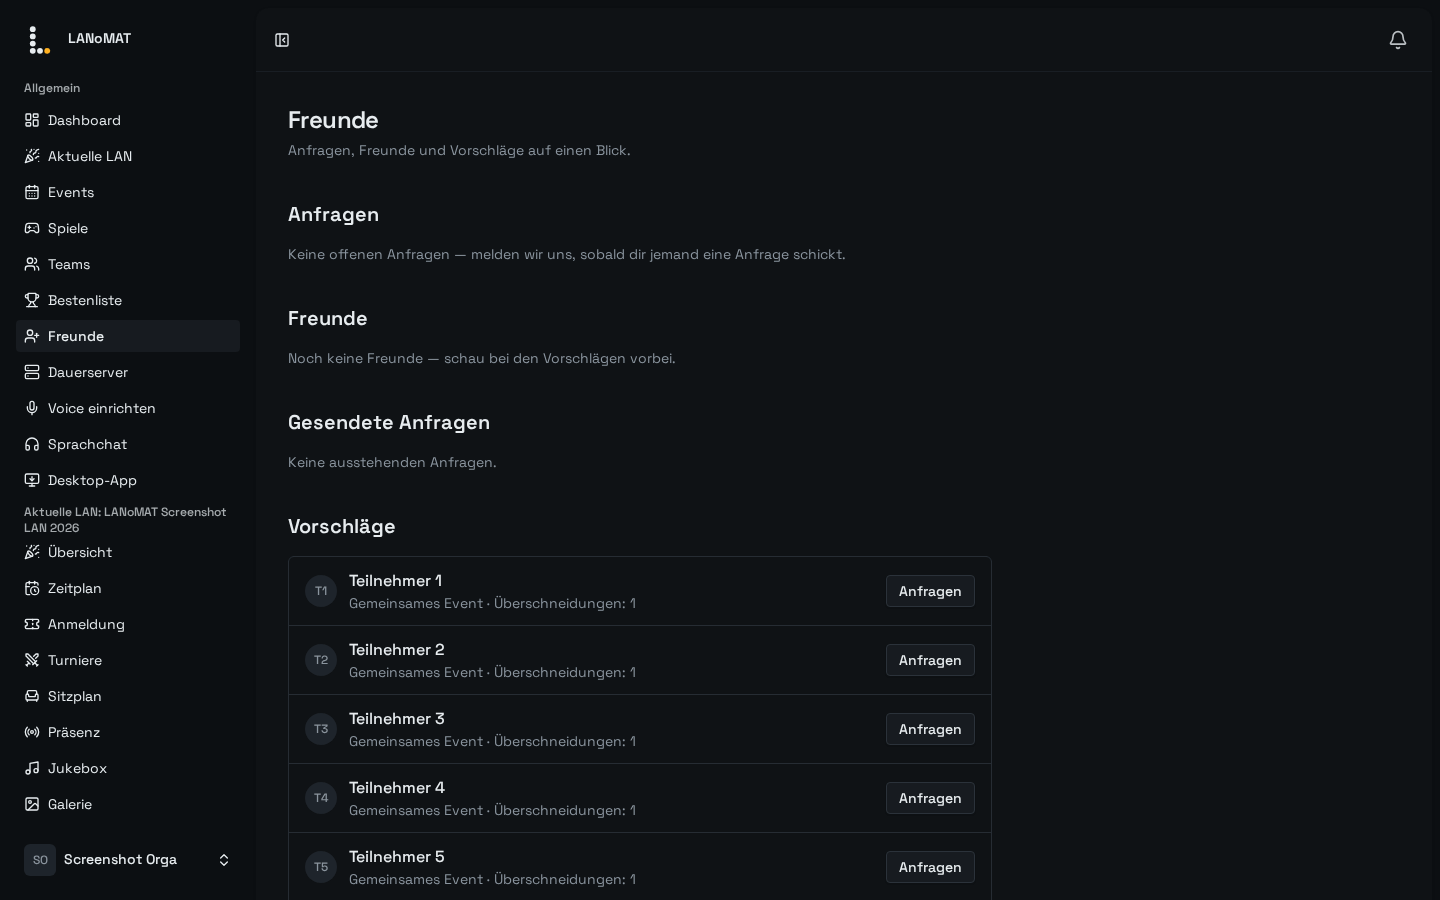 LANoMAT
Allgemein
Dashboard
Aktuelle LAN
Events
Spiele
Teams
Bestenliste
Freunde
Dauerserver
Voice einrichten
Sprachchat
Desktop-App
Aktuelle LAN: LANoMAT Screenshot
LAN 2026
Übersicht
Zeitplan
Anmeldung
Turniere
Sitzplan
Präsenz
Jukebox
Galerie
SO
Screenshot Orga
Freunde
Anfragen, Freunde und Vorschläge auf einen Blick.
Anfragen
Keine offenen Anfragen — melden wir uns, sobald dir jemand eine Anfrage schickt.
Freunde
Noch keine Freunde — schau bei den Vorschlägen vorbei.
Gesendete Anfragen
Keine ausstehenden Anfragen.
Vorschläge
T1
Teilnehmer 1
Gemeinsames Event · Überschneidungen: 1
Anfragen
T2
Teilnehmer 2
Gemeinsames Event · Überschneidungen: 1
Anfragen
T3
Teilnehmer 3
Gemeinsames Event · Überschneidungen: 1
Anfragen
T4
Teilnehmer 4
Gemeinsames Event · Überschneidungen: 1
Anfragen
T5
Teilnehmer 5
Gemeinsames Event · Überschneidungen: 1
Anfragen